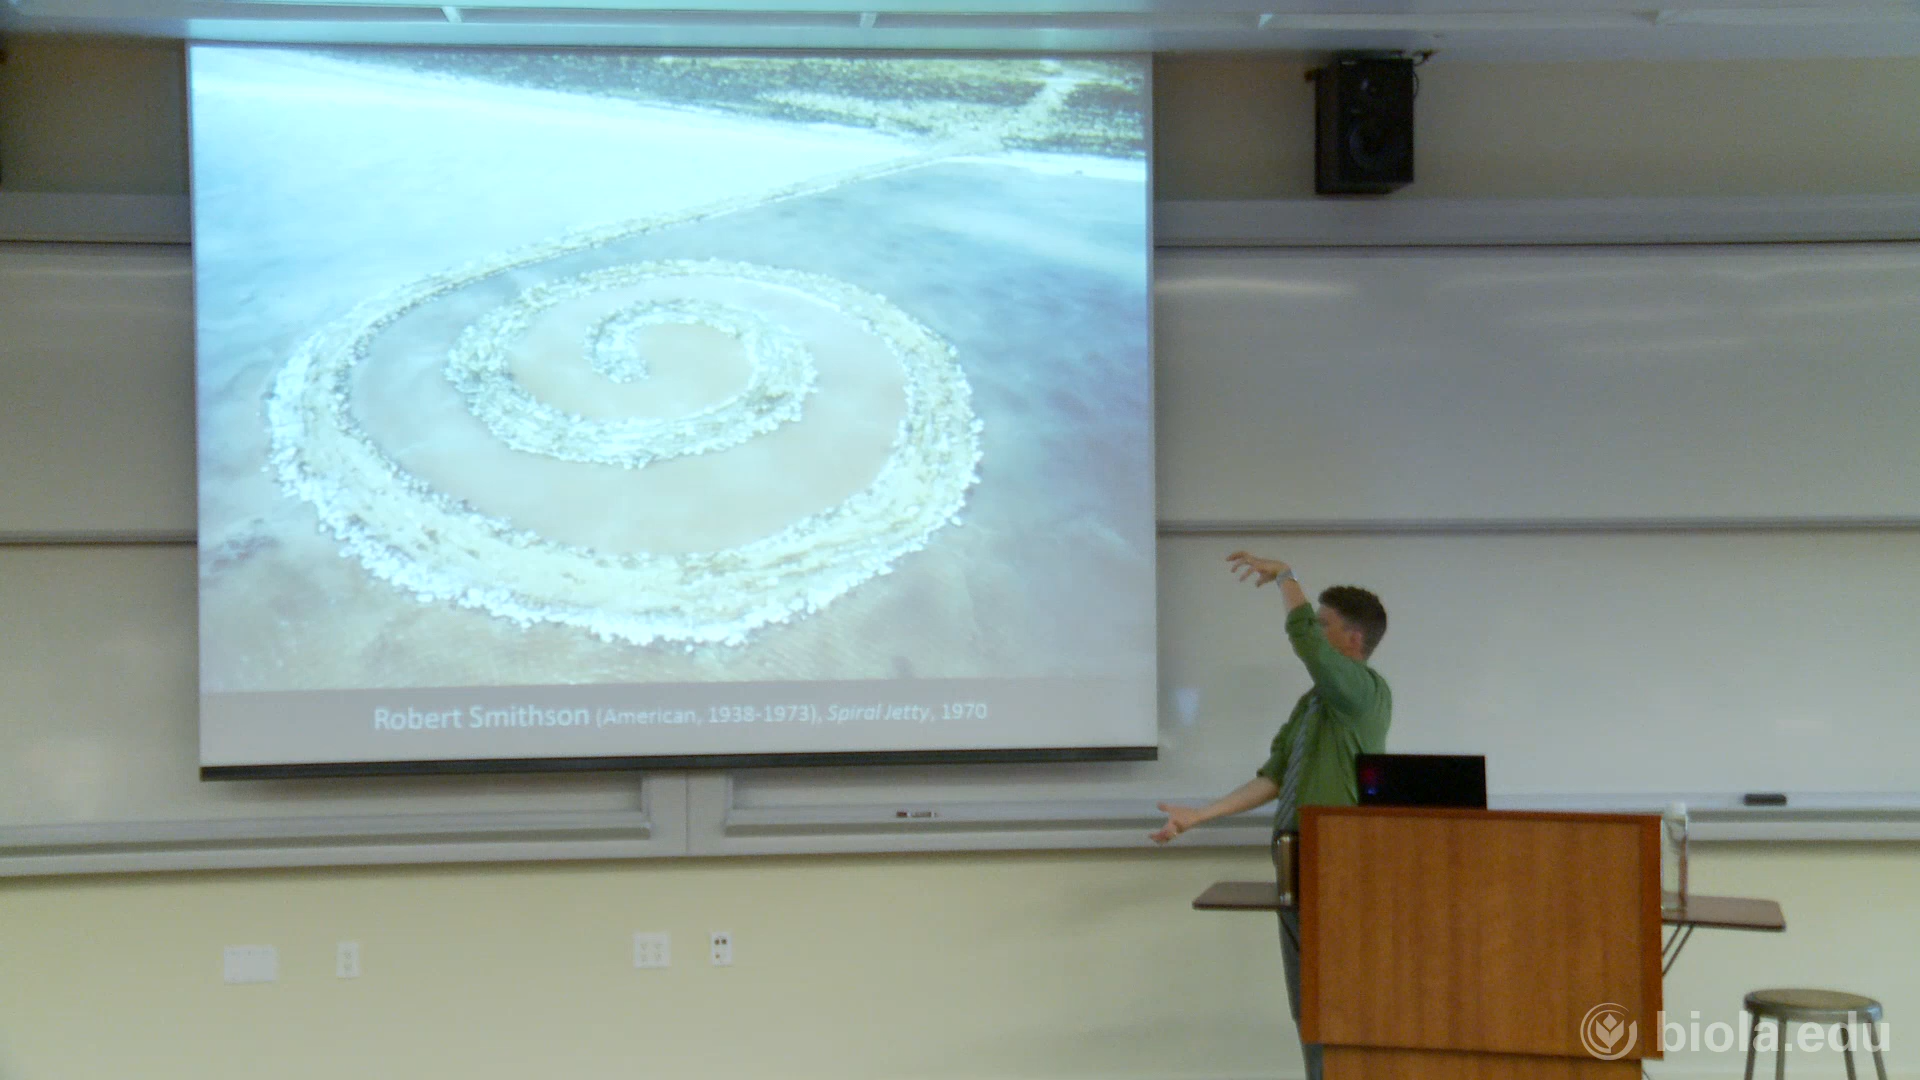 Robert Smithson (American, 1938-1973), Spiral Jetty, 1970
biola.edu